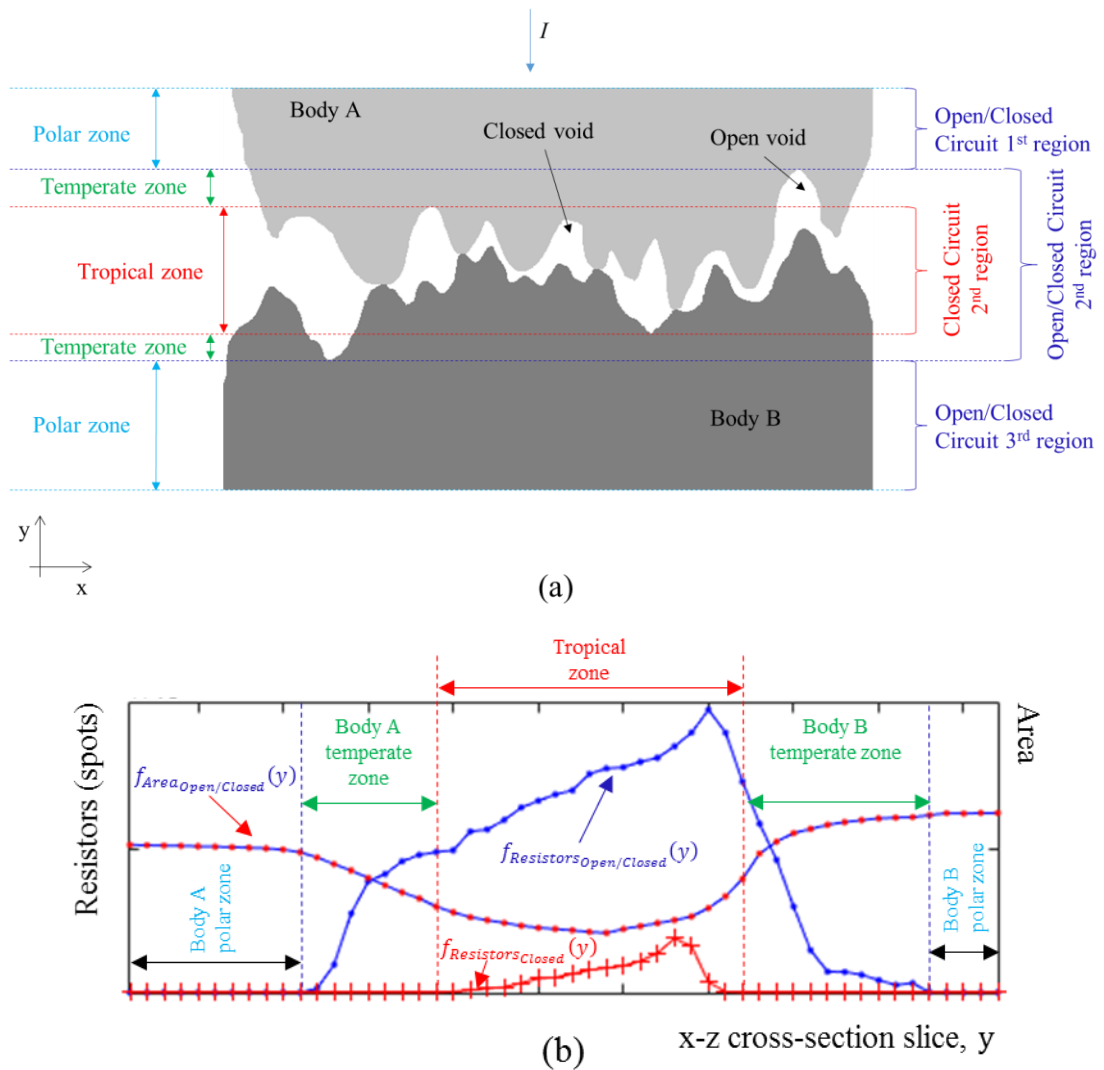 I
Body A
Closed void
Open void
Polar zone
Temperate zone
Tropical zone
Temperate zone
Polar zone
Open/Closed
Circuit 1st region
Closed Circuit
2nd region
Open/Closed Circuit
2nd region
Body B
Open/Closed
Circuit 3rd region
y
x
(a)
Tropical
zone
Resistors (spots)
Area
Body A
temperate
zone
Body B
temperate zone
fAreaOpen/Closed(y)
fResistorsOpen/Closed(y)
fResistorsClosed(y)
Body A
polar zone
Body B
polar zone
x-z cross-section slice, y
(b)